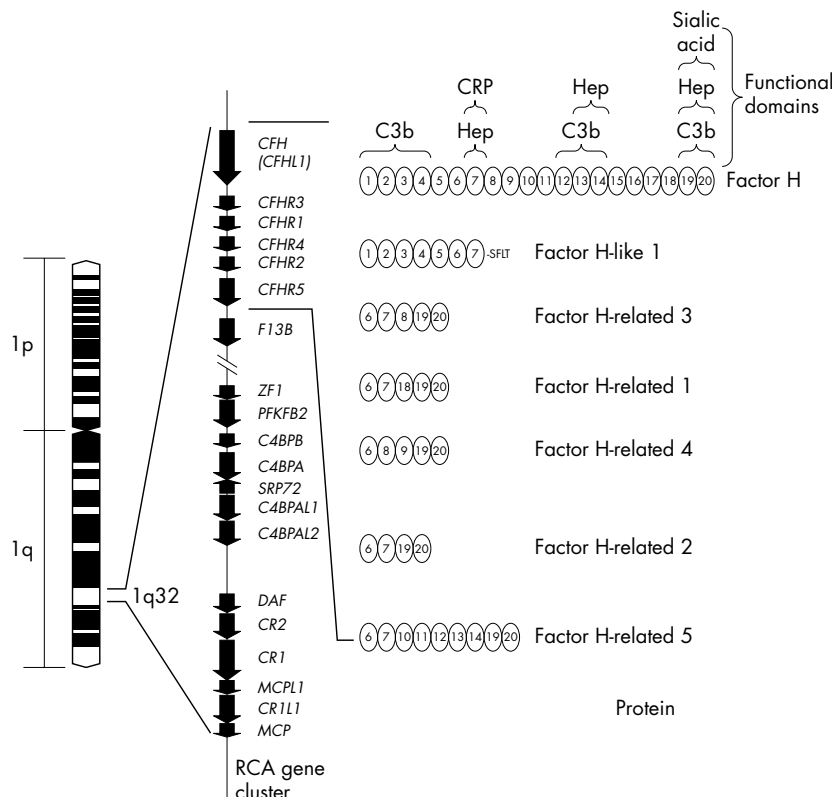 Sialic
acid
Functional
domains
CRP
Hep
Hep
C3b
Hep
C3b
C3b
1 2 3 4 5 6 7 8 9 10 11 12 13 14 15 16 17 18 19 20
Factor H
1 2 3 4 5 6 7 -SFLT
Factor H-like 1
6 7 8 19 20
Factor H-related 3
6 7 18 19 20
Factor H-related 1
6 8 9 19 20
Factor H-related 4
6 7 19 20
Factor H-related 2
6 7 10 11 12 13 14 19 20
Factor H-related 5
Protein
CFH
(CFHL1)
CFHR3
CFHR1
CFHR4
CFHR2
CFHR5
F13B
ZF1
PFKFB2
C4BPB
C4BPA
SRP72
C4BPAL1
C4BPAL2
DAF
CR2
CR1
MCPL1
CR1L1
MCP
RCA gene
cluster
1p
1q
1q32